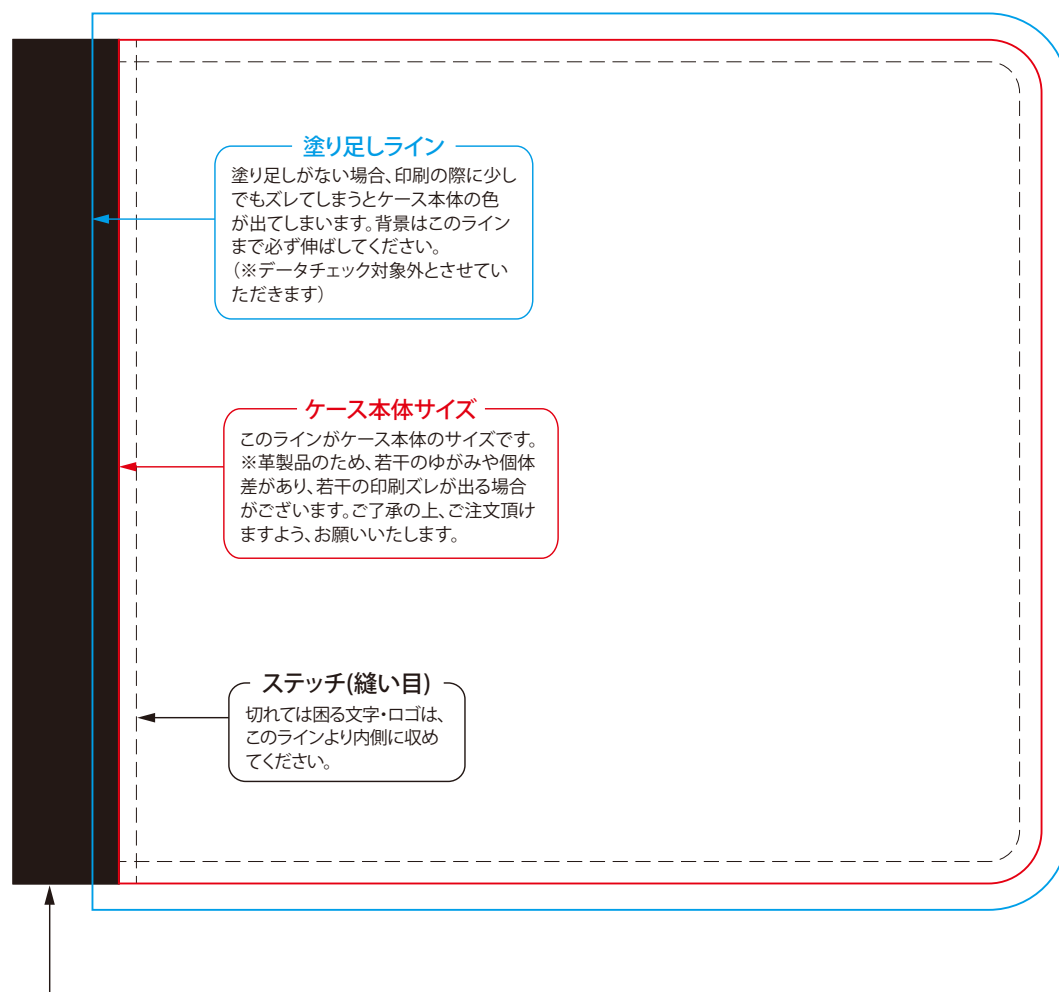 塗り足しライン
塗り足しがない場合、印刷の際に少し
でもズレてしまうとケース本体の色
が出てしまいます。背景はこのライン
まで必ず伸ばしてください。
(※データチェック対象外とさせてい
ただきます)
ケース本体サイズ
このラインがケース本体のサイズです。
※革製品のため、若干のゆがみや個体
差があり、若干の印刷ズレが出る場合
がございます。ご了承の上、ご注文頂け
ますよう、お願いいたします。
ステッチ(縫い目)
切れては困る文字・ロゴは、
このラインより内側に収め
てください。